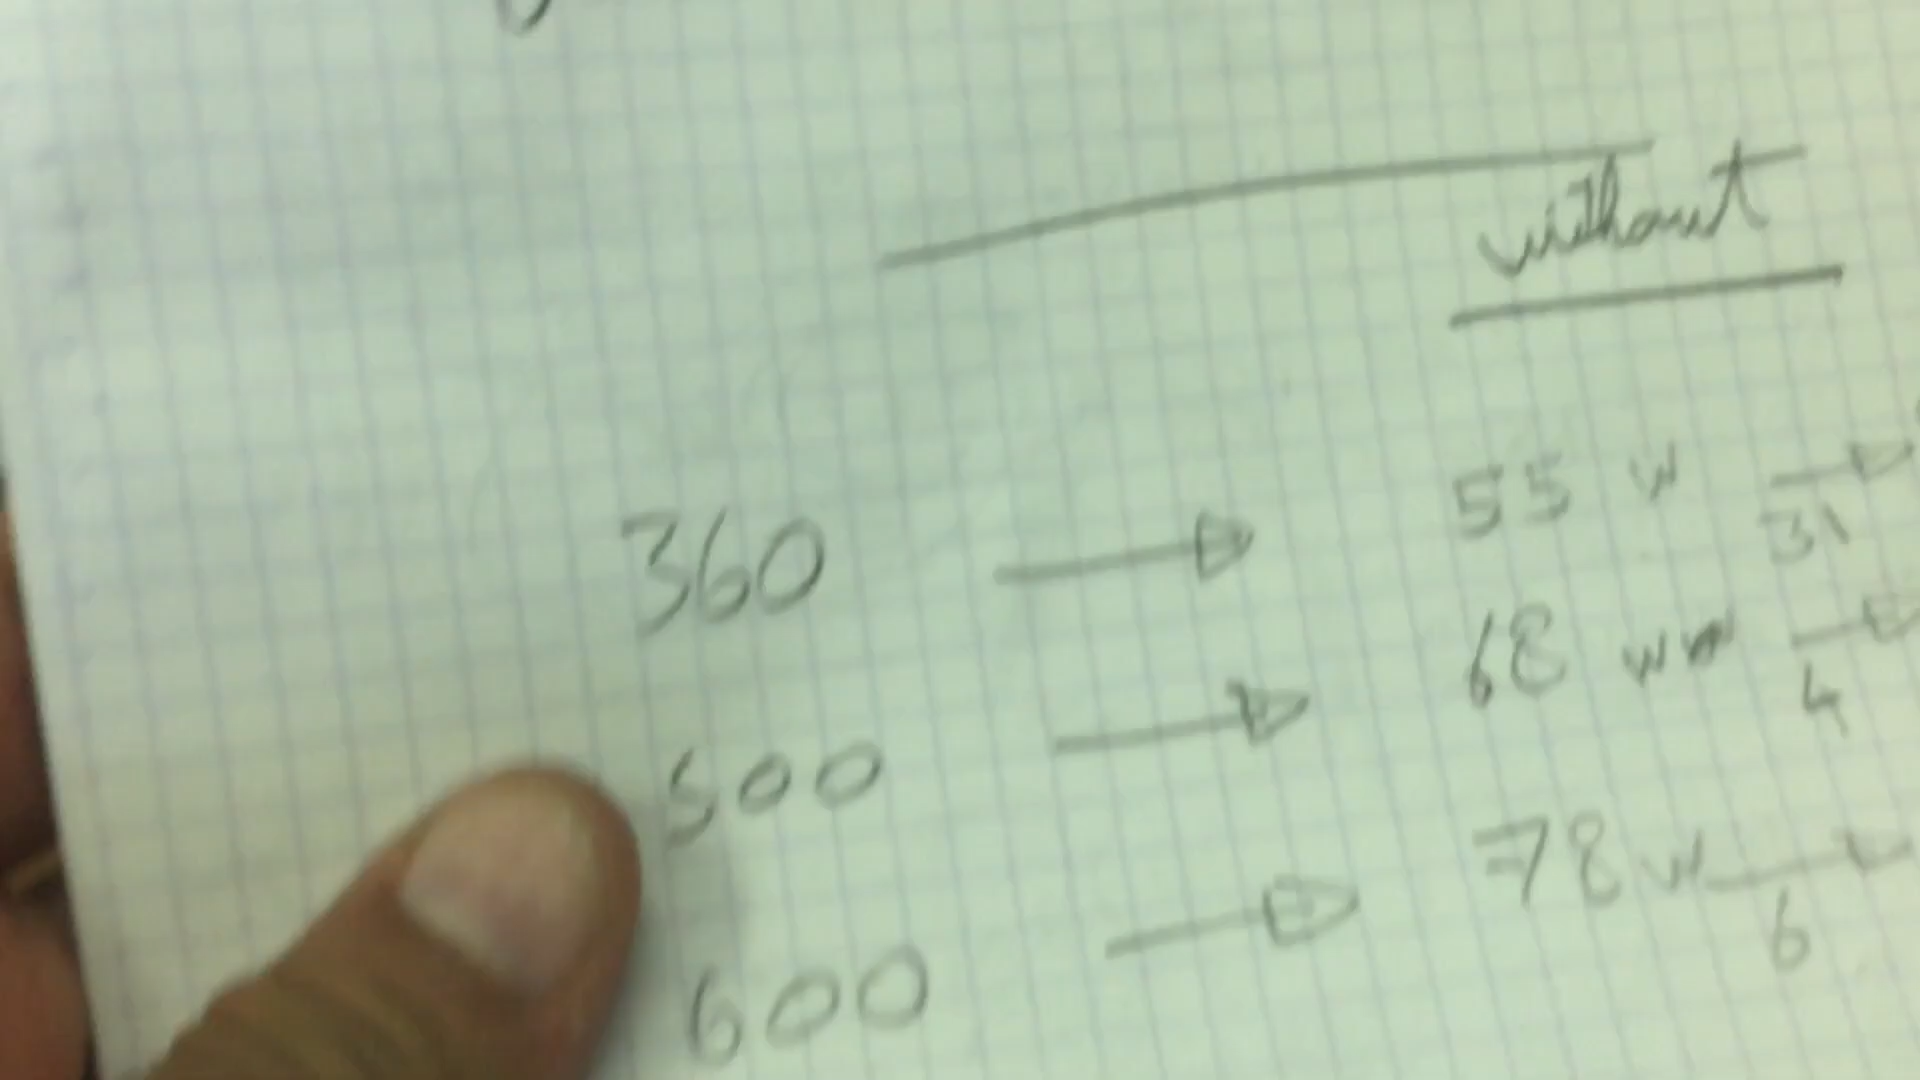 without
360 → 55 W → 31
500 → 68 W → 4
600 → 78 W → 6